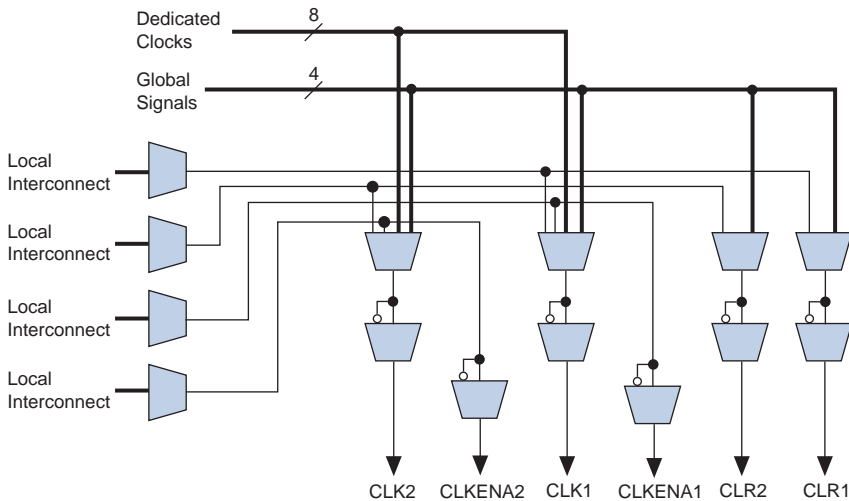 Dedicated
Clocks
8
Global
Signals
4
Local
Interconnect
Local
Interconnect
Local
Interconnect
Local
Interconnect
CLK2
CLKENA2
CLK1
CLKENA1
CLR2
CLR1